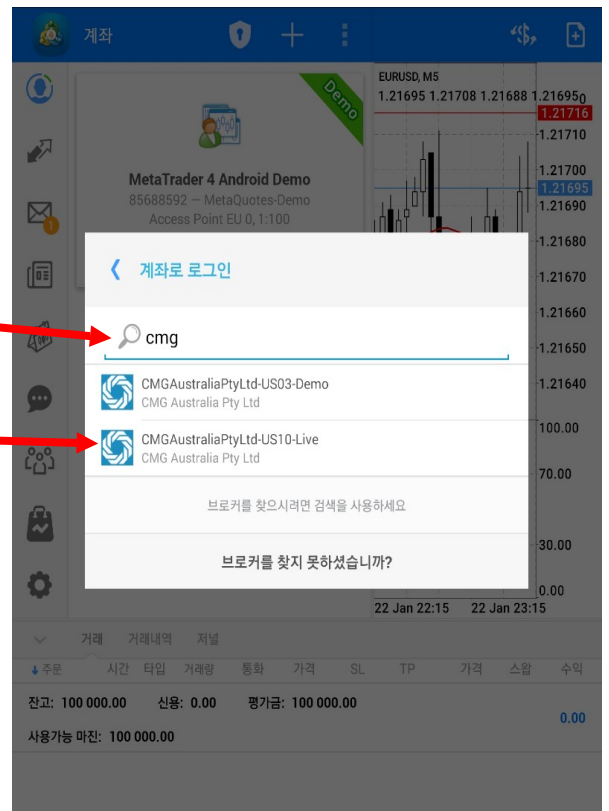 계좌
EURUSD, M5
1.21695 1.21708 1.21688 1.216950
Demo
1.21716
1.21710
MetaTrader 4 Android Demo
85688592 — MetaQuotes-Demo
Access Point EU 0, 1:100
1.21700
1.21695
1.21690
1
1.21680
계좌로 로그인
1.21670
1.21660
cmg
1.21650
CMGAustraliaPtyLtd-US03-Demo
CMG Australia Pty Ltd
1.21640
CMGAustraliaPtyLtd-US10-Live
CMG Australia Pty Ltd
100.00
70.00
브로커를 찾으시려면 검색을 사용하세요
브로커를 찾지 못하셨습니까?
30.00
0.00
22 Jan 22:15 22 Jan 23:15
거래 거래내역 저널
주문 시간 타입 거래량 통화 가격 SL TP 가격 스왑 수익
잔고: 100 000.00 신용: 0.00 평가금: 100 000.00
0.00
사용가능 마진: 100 000.00